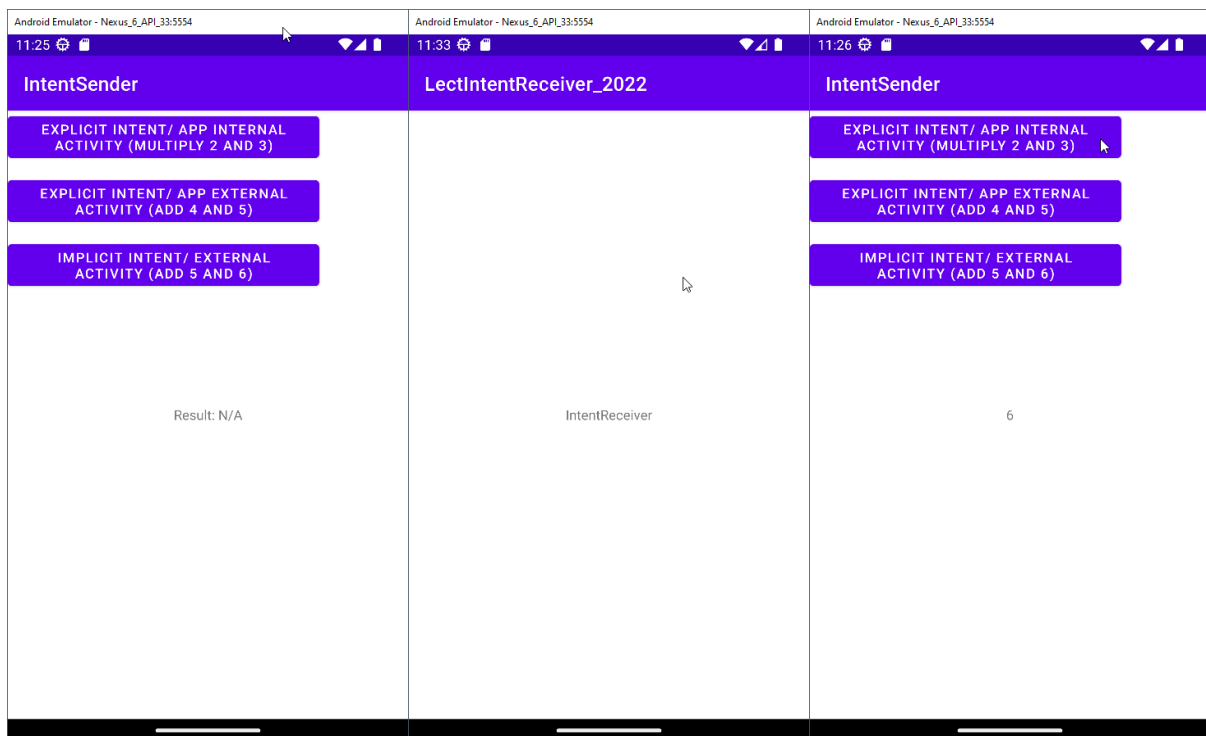 Android Emulator - Nexus_6_API_33:5554
11:25
IntentSender
EXPLICIT INTENT/ APP INTERNAL
ACTIVITY (MULTIPLY 2 AND 3)
EXPLICIT INTENT/ APP EXTERNAL
ACTIVITY (ADD 4 AND 5)
IMPLICIT INTENT/ EXTERNAL
ACTIVITY (ADD 5 AND 6)
Result: N/A
Android Emulator - Nexus_6_API_33:5554
11:33
LectIntentReceiver_2022
IntentReceiver
Android Emulator - Nexus_6_API_33:5554
11:26
IntentSender
EXPLICIT INTENT/ APP INTERNAL
ACTIVITY (MULTIPLY 2 AND 3)
EXPLICIT INTENT/ APP EXTERNAL
ACTIVITY (ADD 4 AND 5)
IMPLICIT INTENT/ EXTERNAL
ACTIVITY (ADD 5 AND 6)
6